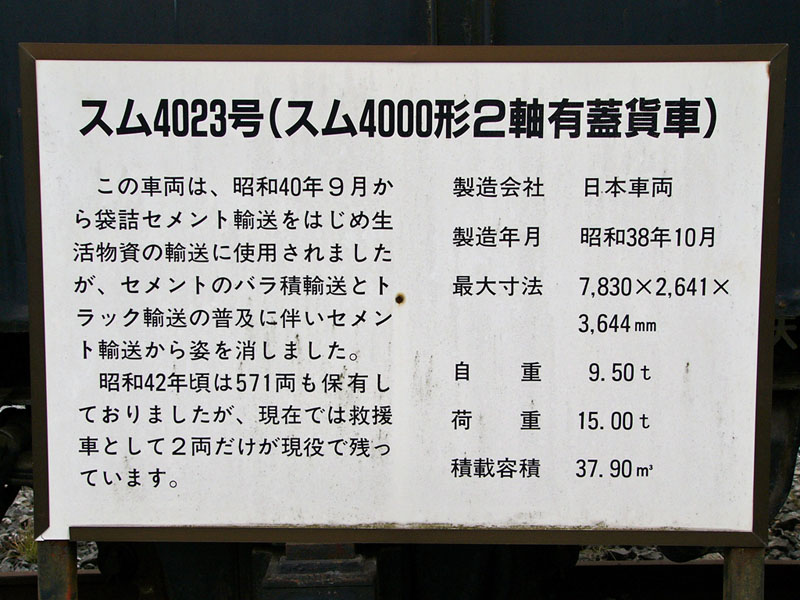 スム4023号(スム4000形2軸有蓋貨車)
この車両は、昭和40年9月か
ら袋詰セメント輸送をはじめ生
活物資の輸送に使用されました
が、セメントのバラ積輸送とト
ラック輸送の普及に伴いセメン
ト輸送から姿を消しました。
昭和42年頃は571両も保有し
ておりましたが、現在では救援
車として2両だけが現役で残っ
ています。
製造会社 日本車両
製造年月 昭和38年10月
最大寸法 7,830×2,641×
3,644mm
自重 9.50t
荷重 15.00t
積載容積 37.90m³